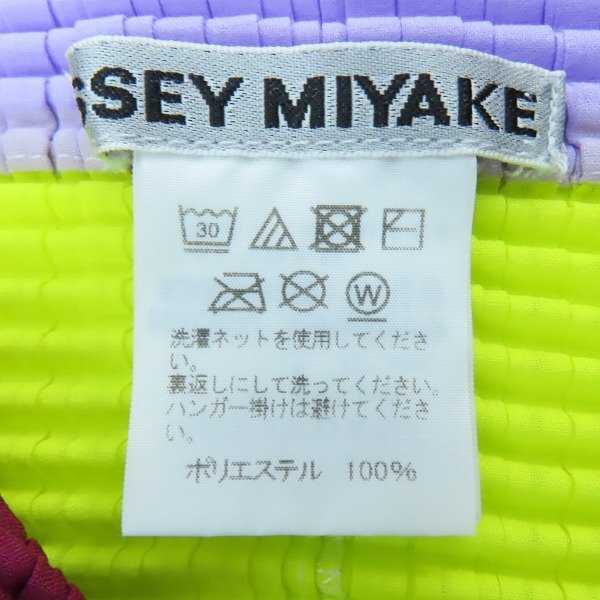 SSEY MIYAKE
30
W
洗濯ネットを使用してくださ
い。
裏返しにして洗ってください。
ハンガー掛けは避けてくださ
い。
ポリエステル 100%